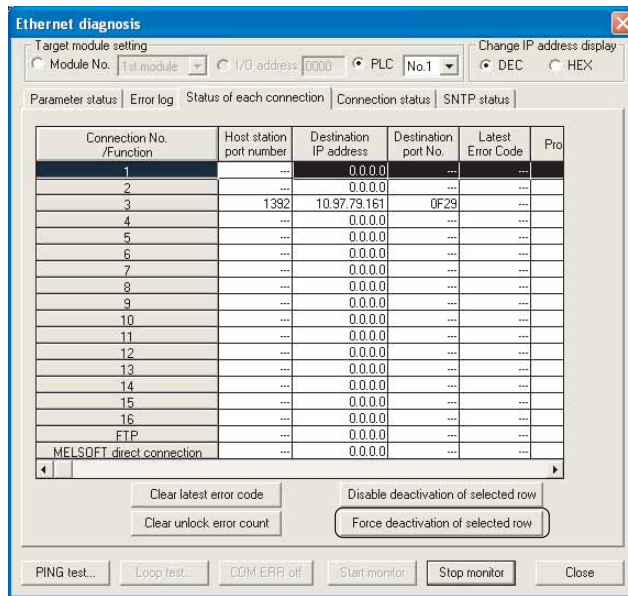 Ethernet diagnosis
Target module setting
Change IP address display
Module No. 1st module I/O address 0000 PLC No.1 DEC HEX
Parameter status Error log Status of each connection Connection status SNTP status
Connection No. /Function Host station port number Destination IP address Destination port No. Latest Error Code Pro
1 --- 0.0.0.0 --- ---
2 --- 0.0.0.0 --- ---
3 1392 10.97.79.161 0F29 ---
4 --- 0.0.0.0 --- ---
5 --- 0.0.0.0 --- ---
6 --- 0.0.0.0 --- ---
7 --- 0.0.0.0 --- ---
8 --- 0.0.0.0 --- ---
9 --- 0.0.0.0 --- ---
10 --- 0.0.0.0 --- ---
11 --- 0.0.0.0 --- ---
12 --- 0.0.0.0 --- ---
13 --- 0.0.0.0 --- ---
14 --- 0.0.0.0 --- ---
15 --- 0.0.0.0 --- ---
16 --- 0.0.0.0 --- ---
FTP --- 0.0.0.0 --- ---
MELSOFT direct connection --- 0.0.0.0 --- ---
Clear latest error code Disable deactivation of selected row
Clear unlock error count Force deactivation of selected row
PING test... Loop test... COM.ERR off Start monitor Stop monitor Close